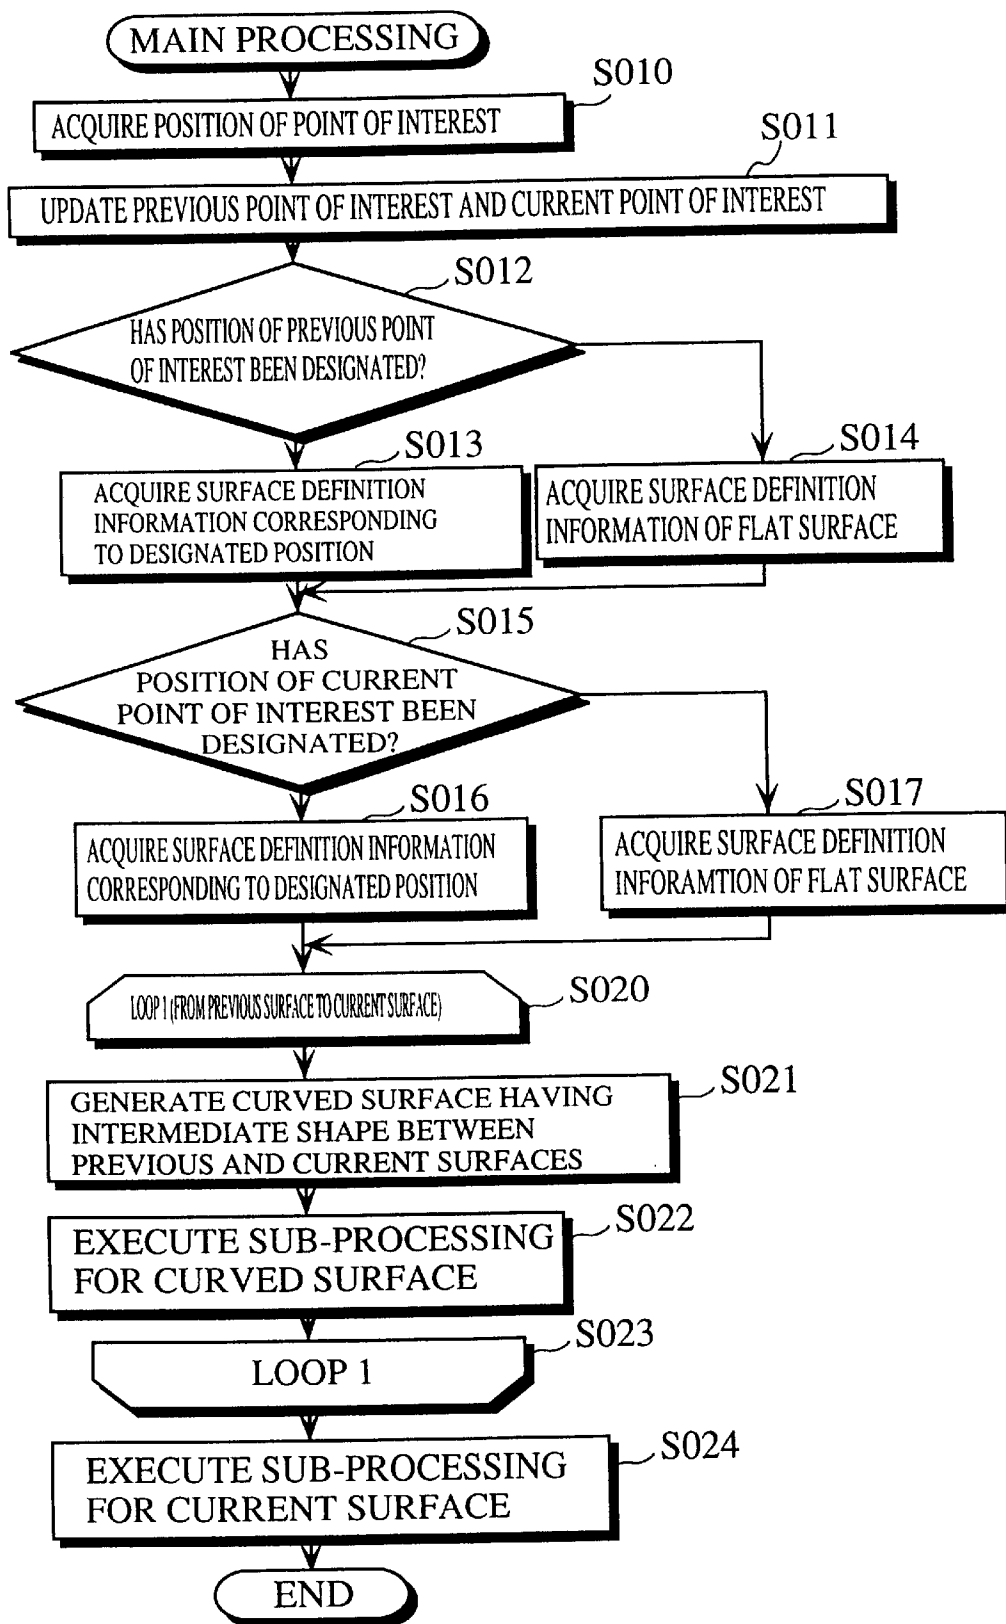 MAIN PROCESSING
S010
ACQUIRE POSITION OF POINT OF INTEREST
S011
UPDATE PREVIOUS POINT OF INTEREST AND CURRENT POINT OF INTEREST
S012
HAS POSITION OF PREVIOUS POINT
OF INTEREST BEEN DESIGNATED?
S013
ACQUIRE SURFACE DEFINITION
INFORMATION CORRESPONDING
TO DESIGNATED POSITION
S014
ACQUIRE SURFACE DEFINITION
INFORMATION OF FLAT SURFACE
S015
HAS
POSITION OF CURRENT
POINT OF INTEREST BEEN
DESIGNATED?
S016
ACQUIRE SURFACE DEFINITION INFORMATION
CORRESPONDING TO DESIGNATED POSITION
S017
ACQUIRE SURFACE DEFINITION
INFORAMTION OF FLAT SURFACE
S020
LOOP 1 (FROM PREVIOUS SURFACE TO CURRENT SURFACE)
S021
GENERATE CURVED SURFACE HAVING
INTERMEDIATE SHAPE BETWEEN
PREVIOUS AND CURRENT SURFACES
S022
EXECUTE SUB-PROCESSING
FOR CURVED SURFACE
S023
LOOP 1
S024
EXECUTE SUB-PROCESSING
FOR CURRENT SURFACE
END